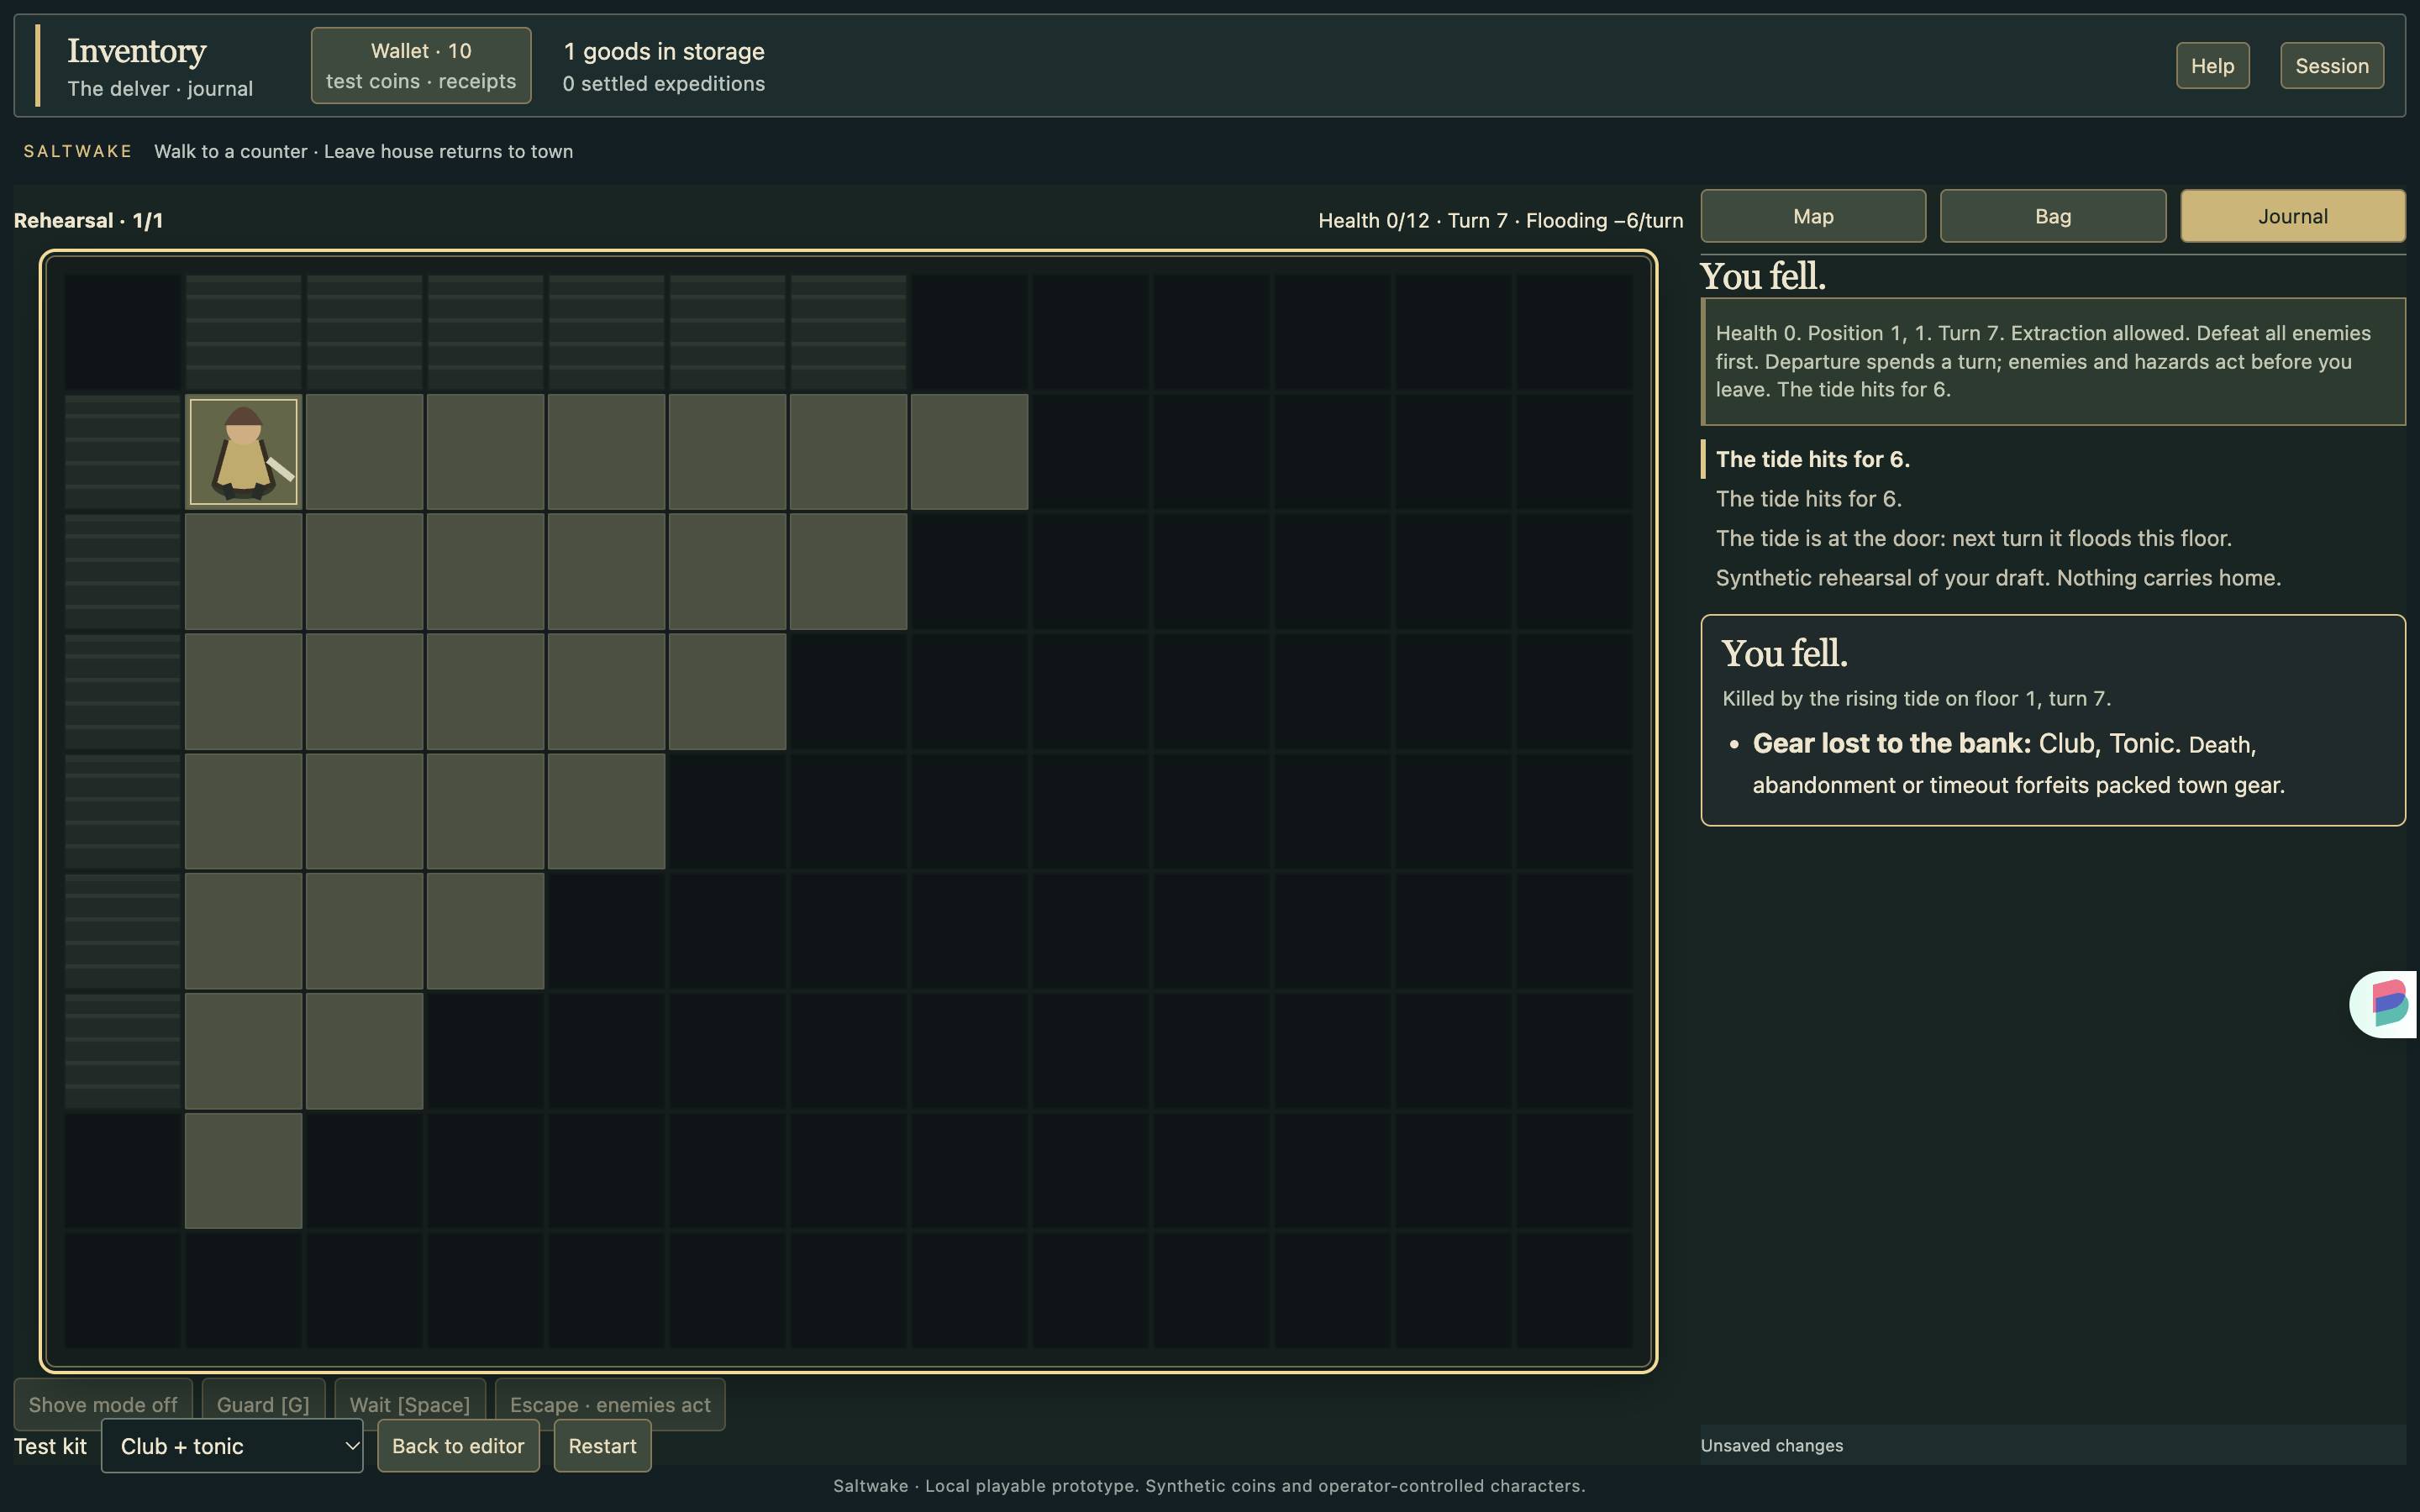 Inventory
The delver · journal
Wallet · 10
test coins · receipts
1 goods in storage
0 settled expeditions
Help
Session
SALTWAKE
Walk to a counter · Leave house returns to town
Rehearsal · 1/1
Health 0/12 · Turn 7 · Flooding −6/turn
Map
Bag
Journal
You fell.
Health 0. Position 1, 1. Turn 7. Extraction allowed. Defeat all enemies
first. Departure spends a turn; enemies and hazards act before you
leave. The tide hits for 6.
The tide hits for 6.
The tide hits for 6.
The tide is at the door: next turn it floods this floor.
Synthetic rehearsal of your draft. Nothing carries home.
You fell.
Killed by the rising tide on floor 1, turn 7.
• Gear lost to the bank: Club, Tonic. Death,
abandonment or timeout forfeits packed town gear.
Shove mode off
Guard [G]
Wait [Space]
Escape · enemies act
Test kit
Club + tonic
Back to editor
Restart
Unsaved changes
Saltwake · Local playable prototype. Synthetic coins and operator-controlled characters.